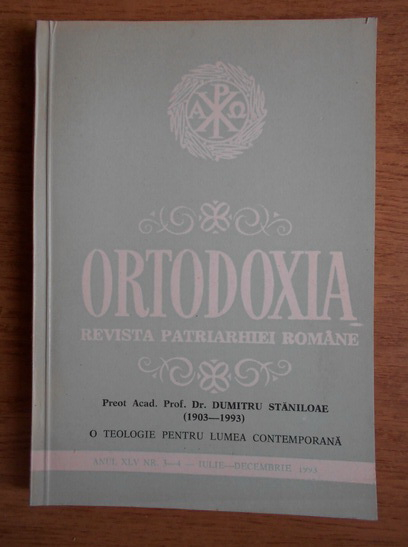 Α Ρ Ω
ORTODOXIA
REVISTA PATRIARHIEI ROMÂNE
Preot Acad. Prof. Dr. DUMITRU STĂNILOAE
(1903—1993)
O TEOLOGIE PENTRU LUMEA CONTEMPORANĂ
ANUL XLV NR. 3—4 — IULIE—DECEMBRIE 1993